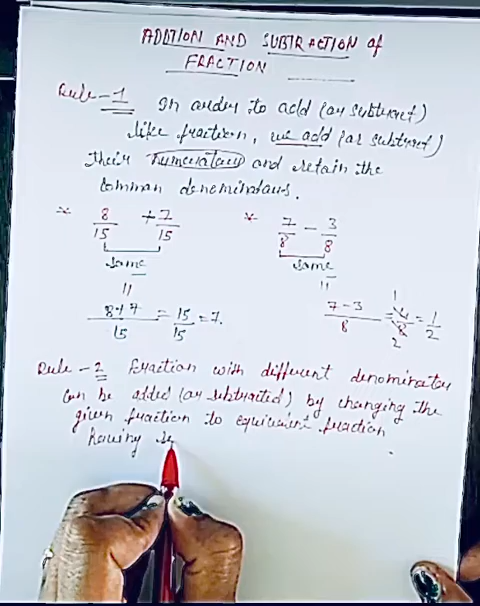 ADDTION AND SUBTRACTION of
FRACTION
Rule-1 In order to add (or subtract)
like fraction, we add (or subtract)
their numerators and retain the
common denominators.
* 8/15 + 7/15 * 7/8 - 3/8
same same
= =
8+7/15 = 15/15 = 1. 7-3/8 = 4/8 = 1/2
1
2
Rule-2 Fraction with different denominator
can be added (or subtracted) by changing the
given fraction to equivalent fraction
having